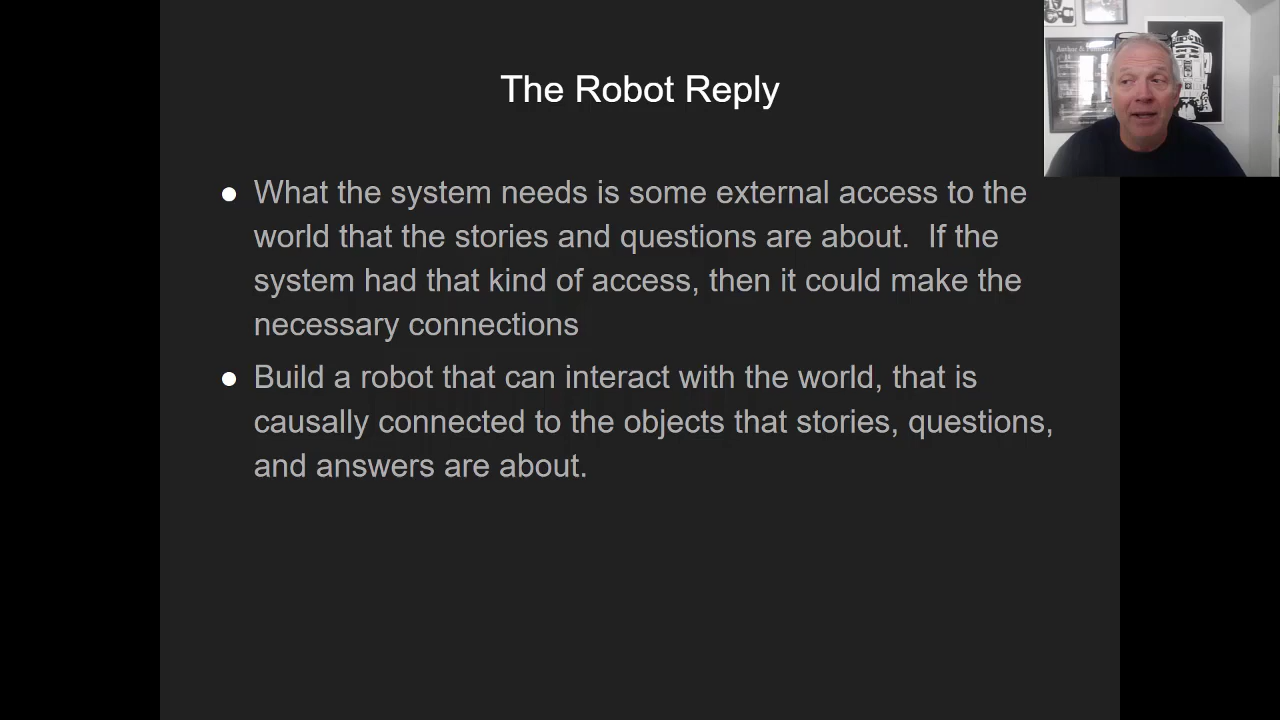 The Robot Reply
● What the system needs is some external access to the
world that the stories and questions are about.  If the
system had that kind of access, then it could make the
necessary connections
● Build a robot that can interact with the world, that is
causally connected to the objects that stories, questions,
and answers are about.